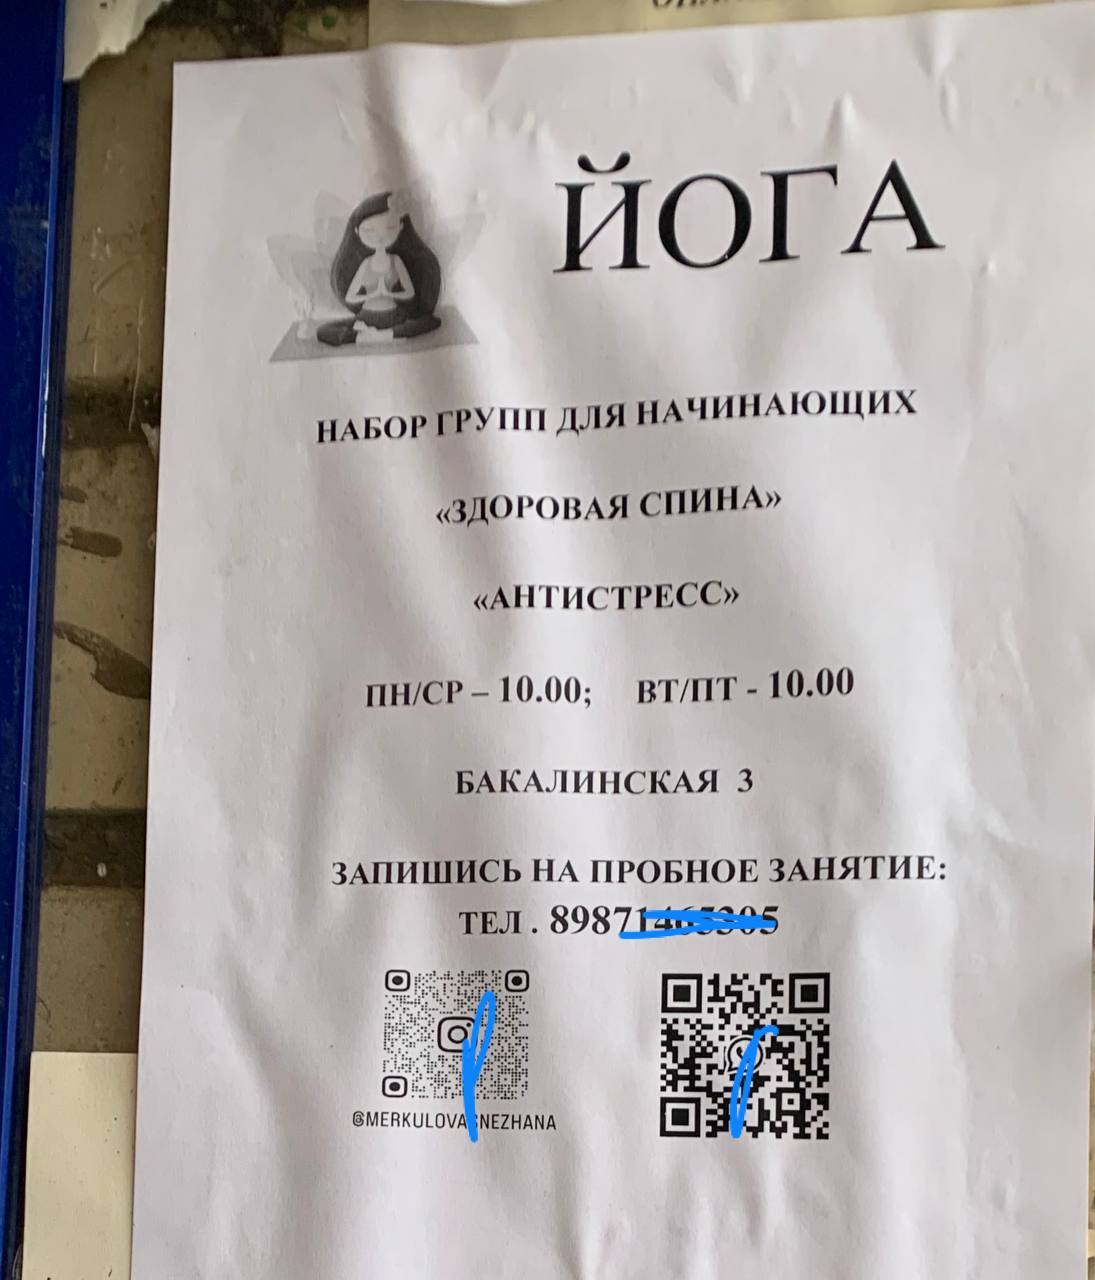 ЙОГА
НАБОР ГРУПП ДЛЯ НАЧИНАЮЩИХ
«ЗДОРОВАЯ СПИНА»
«АНТИСТРЕСС»
ПН/СР – 10.00; ВТ/ПТ - 10.00
БАКАЛИНСКАЯ 3
ЗАПИШИСЬ НА ПРОБНОЕ ЗАНЯТИЕ:
ТЕЛ .